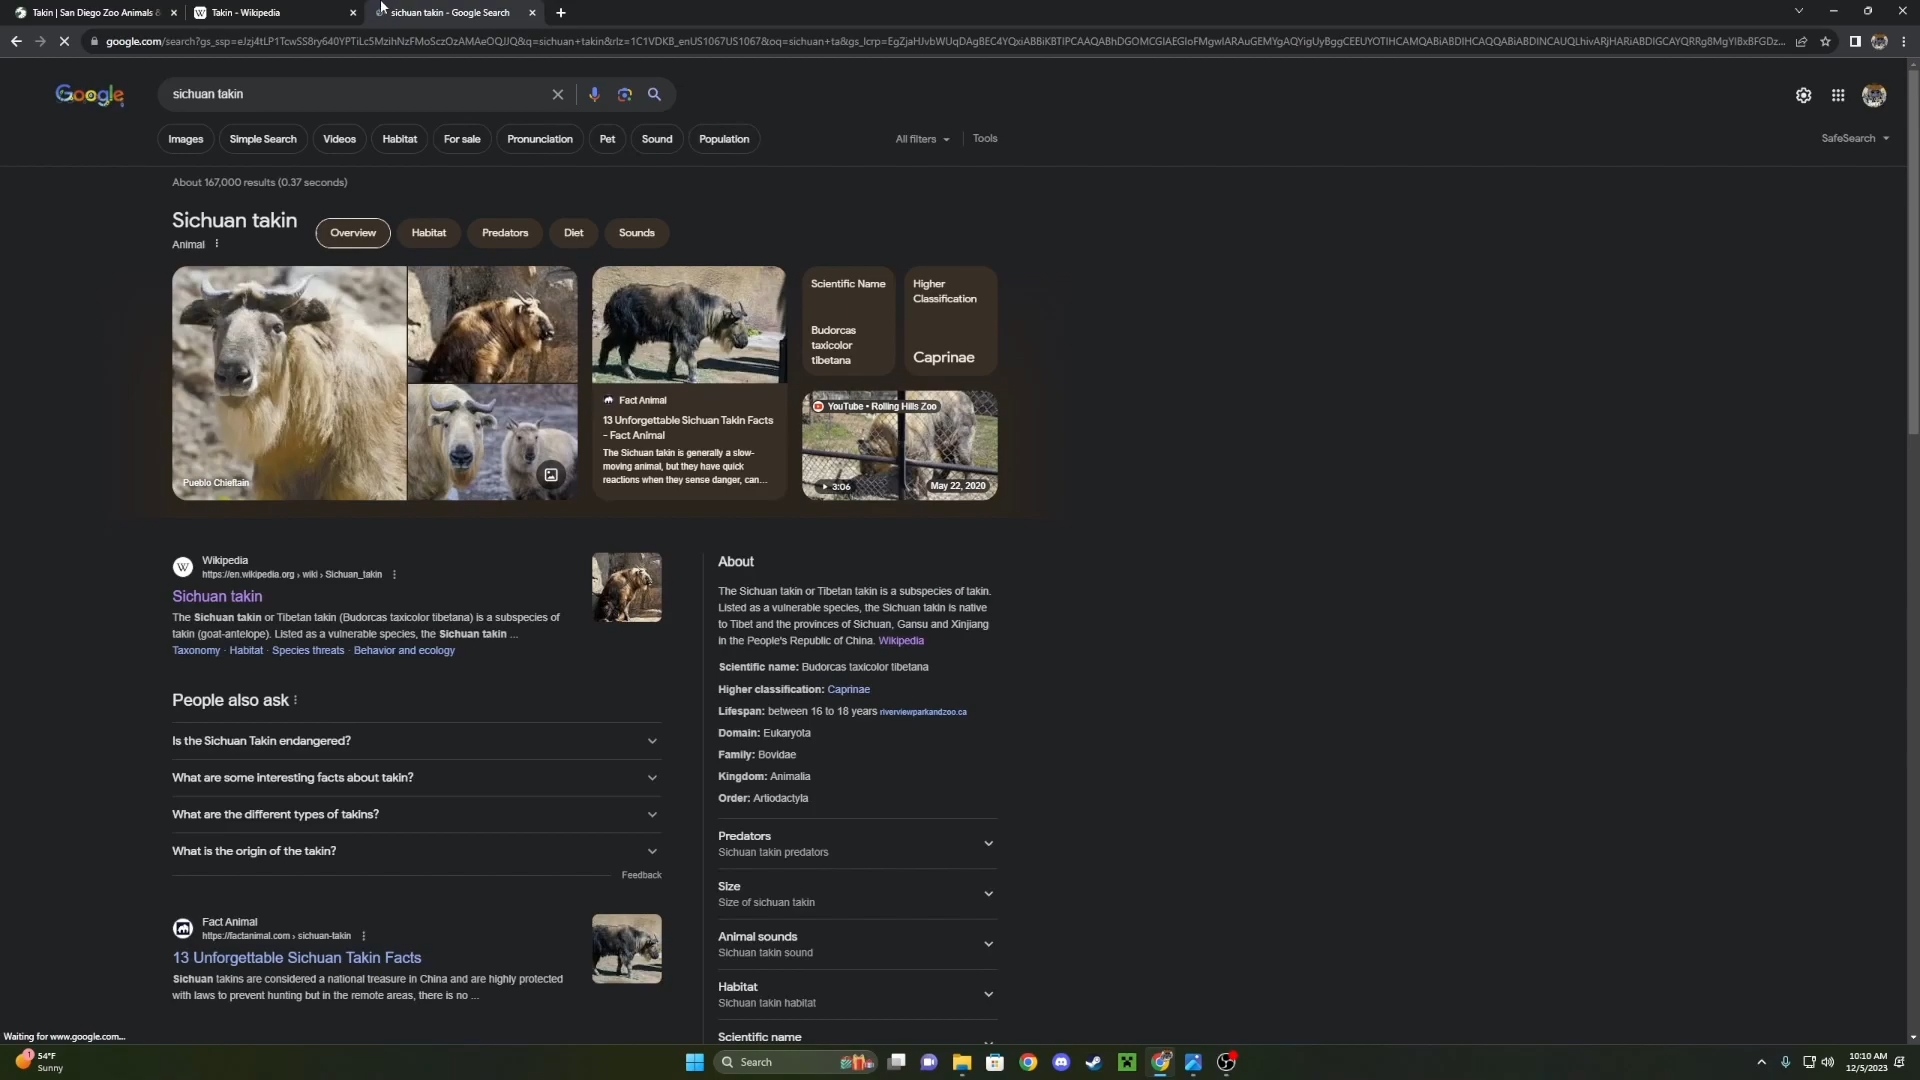 Takin | San Diego Zoo Animals &
Takin - Wikipedia
sichuan takin - Google Search
Google
sichuan takin
Images
Simple Search
Videos
Habitat
For sale
Pronunciation
Pet
Sound
Population
All filters
Tools
SafeSearch
About 167,000 results (0.37 seconds)
Sichuan takin
Animal
Overview
Habitat
Predators
Diet
Sounds
Pueblo Chieftain
Fact Animal
13 Unforgettable Sichuan Takin Facts
- Fact Animal
The Sichuan takin is generally a slow-
moving animal, but they have quick
reactions when they sense danger, can...
Scientific Name
Budorcas
taxicolor
tibetana
Higher
Classification
Caprinae
YouTube • Rolling Hills Zoo
3:06
May 22, 2020
Wikipedia
https://en.wikipedia.org › wiki › Sichuan_takin
Sichuan takin
The Sichuan takin or Tibetan takin (Budorcas taxicolor tibetana) is a subspecies of
takin (goat-antelope). Listed as a vulnerable species, the Sichuan takin ...
Taxonomy · Habitat · Species threats · Behavior and ecology
People also ask
Is the Sichuan Takin endangered?
What are some interesting facts about takin?
What are the different types of takins?
What is the origin of the takin?
Feedback
Fact Animal
https://factanimal.com › sichuan-takin
13 Unforgettable Sichuan Takin Facts
Sichuan takins are considered a national treasure in China and are highly protected
with laws to prevent hunting but in the remote areas, there is no ...
About
The Sichuan takin or Tibetan takin is a subspecies of takin.
Listed as a vulnerable species, the Sichuan takin is native
to Tibet and the provinces of Sichuan, Gansu and Xinjiang
in the People's Republic of China. Wikipedia
Scientific name: Budorcas taxicolor tibetana
Higher classification: Caprinae
Lifespan: between 16 to 18 years riverviewparkandzoo.ca
Domain: Eukaryota
Family: Bovidae
Kingdom: Animalia
Order: Artiodactyla
Predators
Sichuan takin predators
Size
Size of sichuan takin
Animal sounds
Sichuan takin sound
Habitat
Sichuan takin habitat
Scientific name
Waiting for www.google.com...
1
54°F
Sunny
Search
10:10 AM
12/5/2023